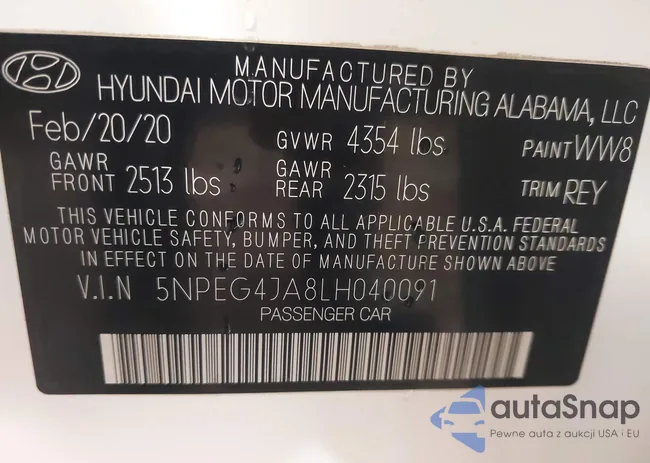 MANUFACTURED BY
HYUNDAI MOTOR MANUFACTURING ALABAMA, LLC
Feb/20/20 GVWR 4354 lbs PAINT WW8
GAWR FRONT 2513 lbs GAWR REAR 2315 lbs TRIM REY
THIS VEHICLE CONFORMS TO ALL APPLICABLE U.S.A. FEDERAL
MOTOR VEHICLE SAFETY, BUMPER, AND THEFT PREVENTION STANDARDS
IN EFFECT ON THE DATE OF MANUFACTURE SHOWN ABOVE
V.I.N 5NPEG4JA8LH040091
PASSENGER CAR
autaSnap
Pewne auta z aukcji USA i EU